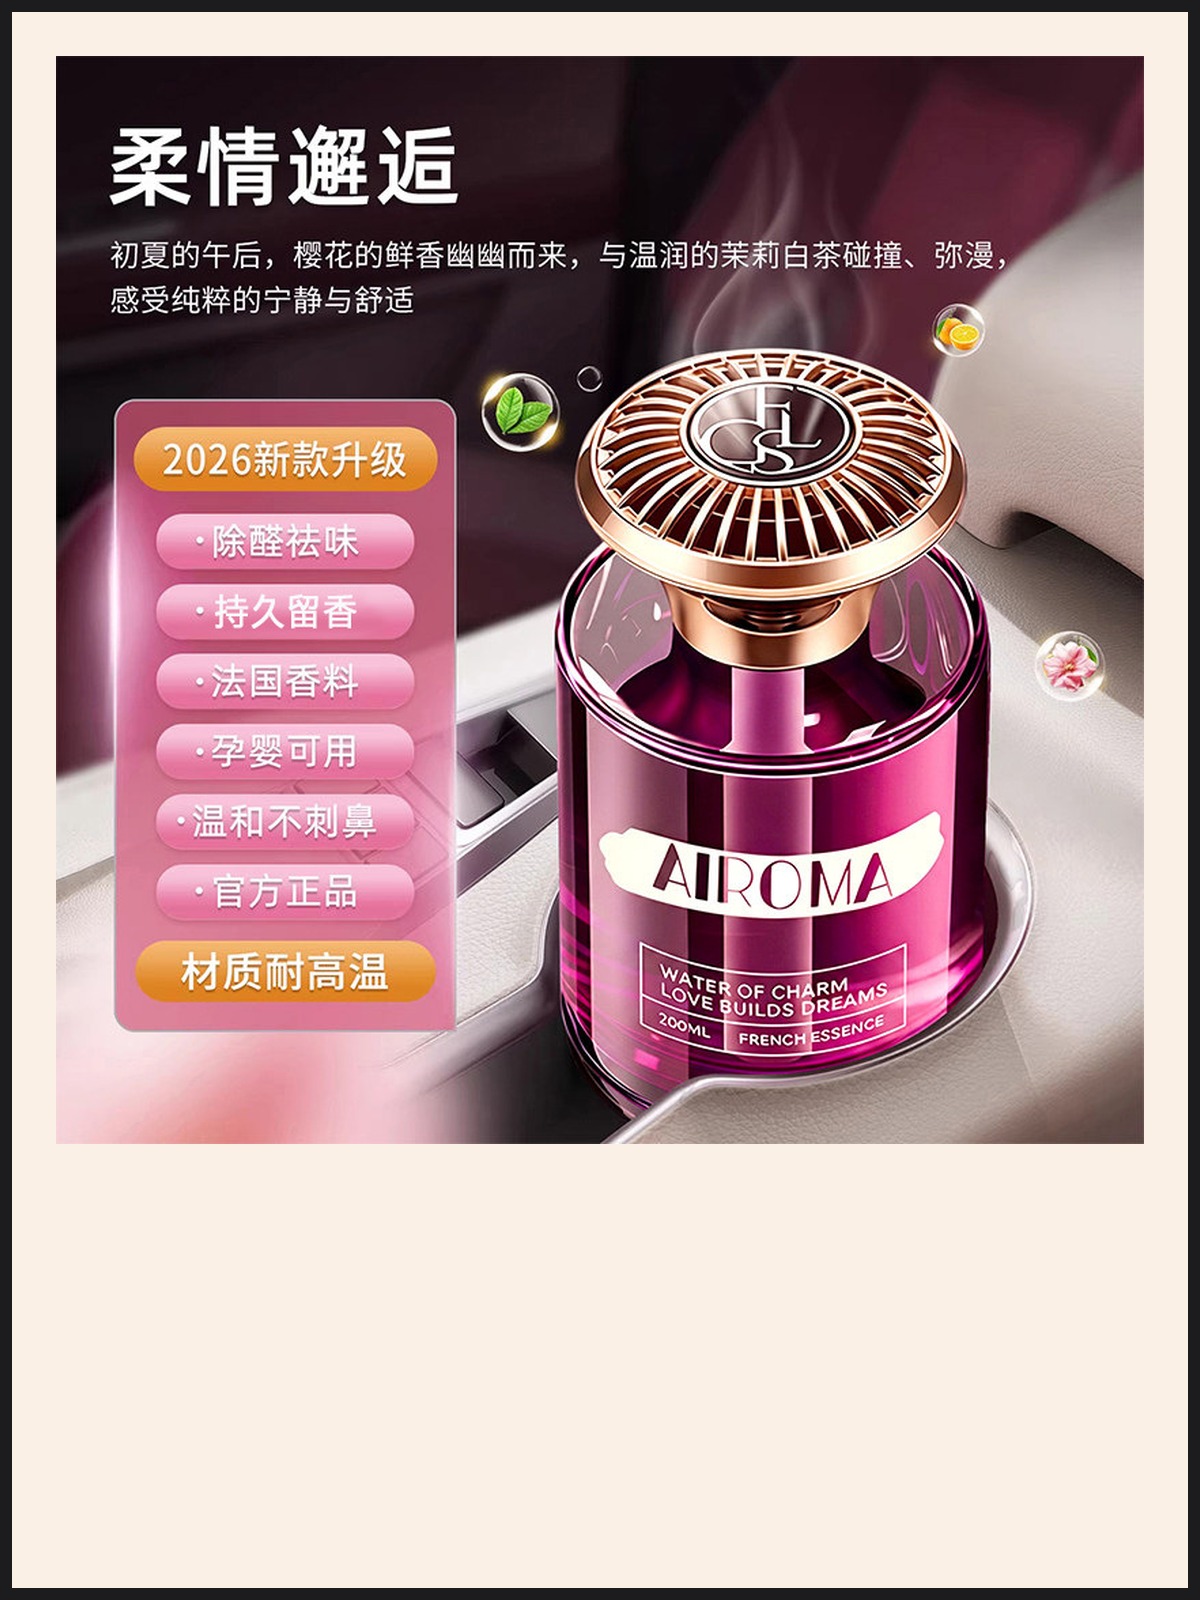 柔情邂逅
初夏的午后，樱花的鲜香幽幽而来，与温润的茉莉白茶碰撞、弥漫，
感受纯粹的宁静与舒适
2026新款升级
·除醛祛味
·持久留香
·法国香料
·孕婴可用
·温和不刺鼻
·官方正品
材质耐高温
AIROMA
WATER OF CHARM
LOVE BUILDS DREAMS
200ML FRENCH ESSENCE